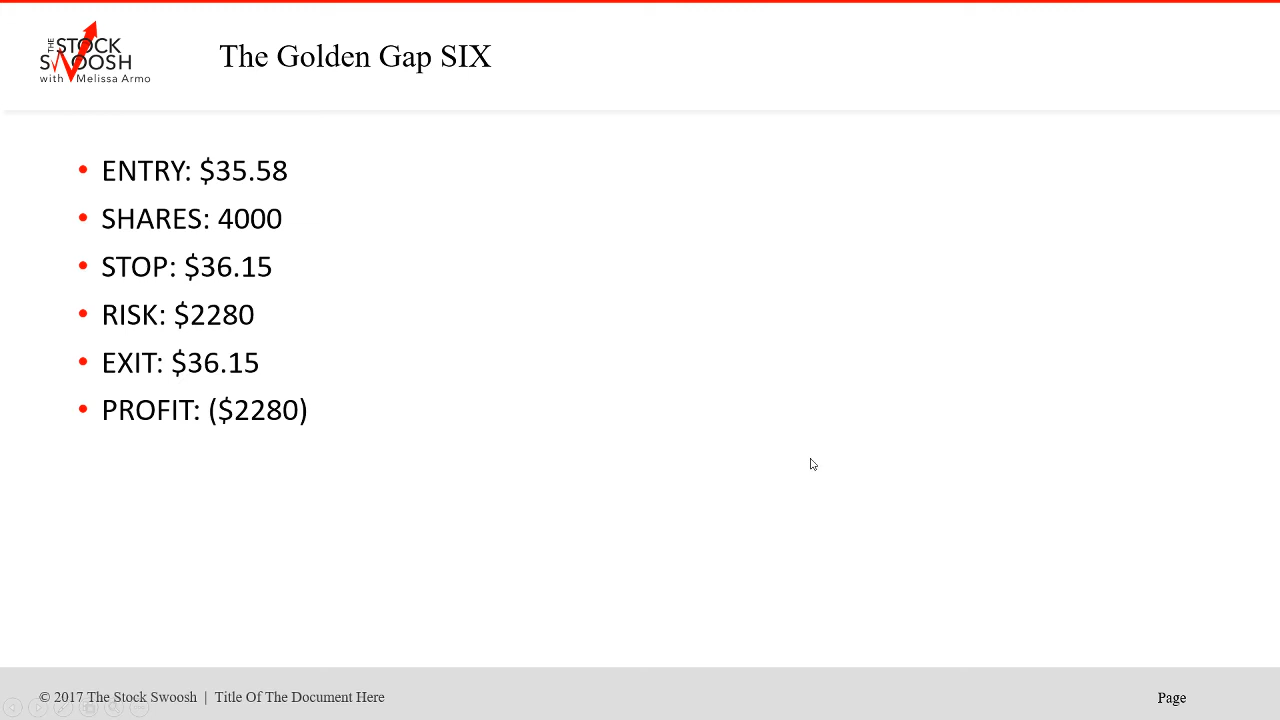 THE STOCK
SWOOSH
with Melissa Armo
The Golden Gap SIX
• ENTRY: $35.58
• SHARES: 4000
• STOP: $36.15
• RISK: $2280
• EXIT: $36.15
• PROFIT: ($2280)
© 2017 The Stock Swoosh | Title Of The Document Here
Page